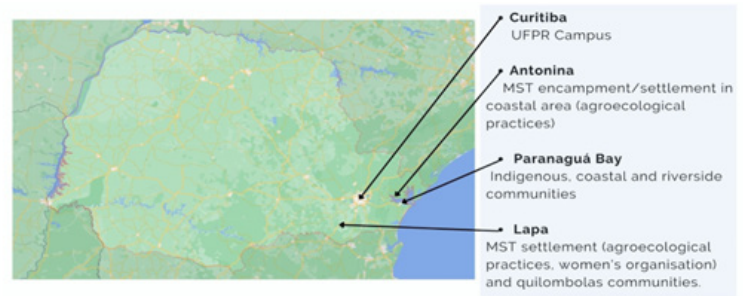 Curitiba
UFPR Campus
Antonina
MST encampment/settlement in
coastal area (agroecological
practices)
Paranaguá Bay
Indigenous, coastal and riverside
communities
Lapa
MST settlement (agroecological
practices, women's organisation)
and quilombolas communities.